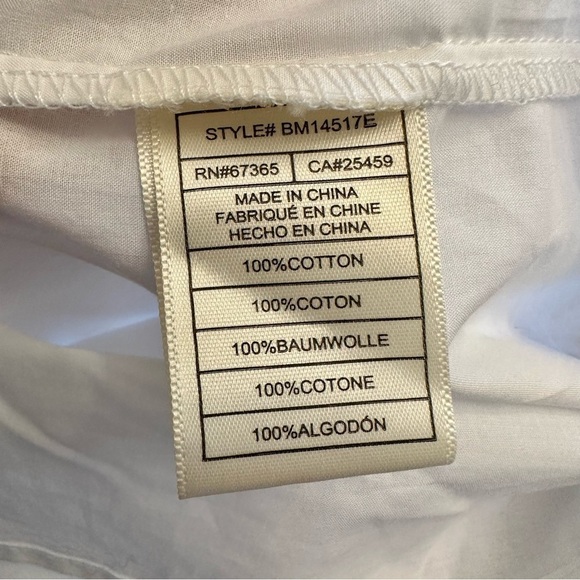 STYLE# BM14517E
RN#67365 CA#25459
MADE IN CHINA
FABRIQUÉ EN CHINE
HECHO EN CHINA
100%COTTON
100%COTON
100%BAUMWOLLE
100%COTONE
100%ALGODÓN